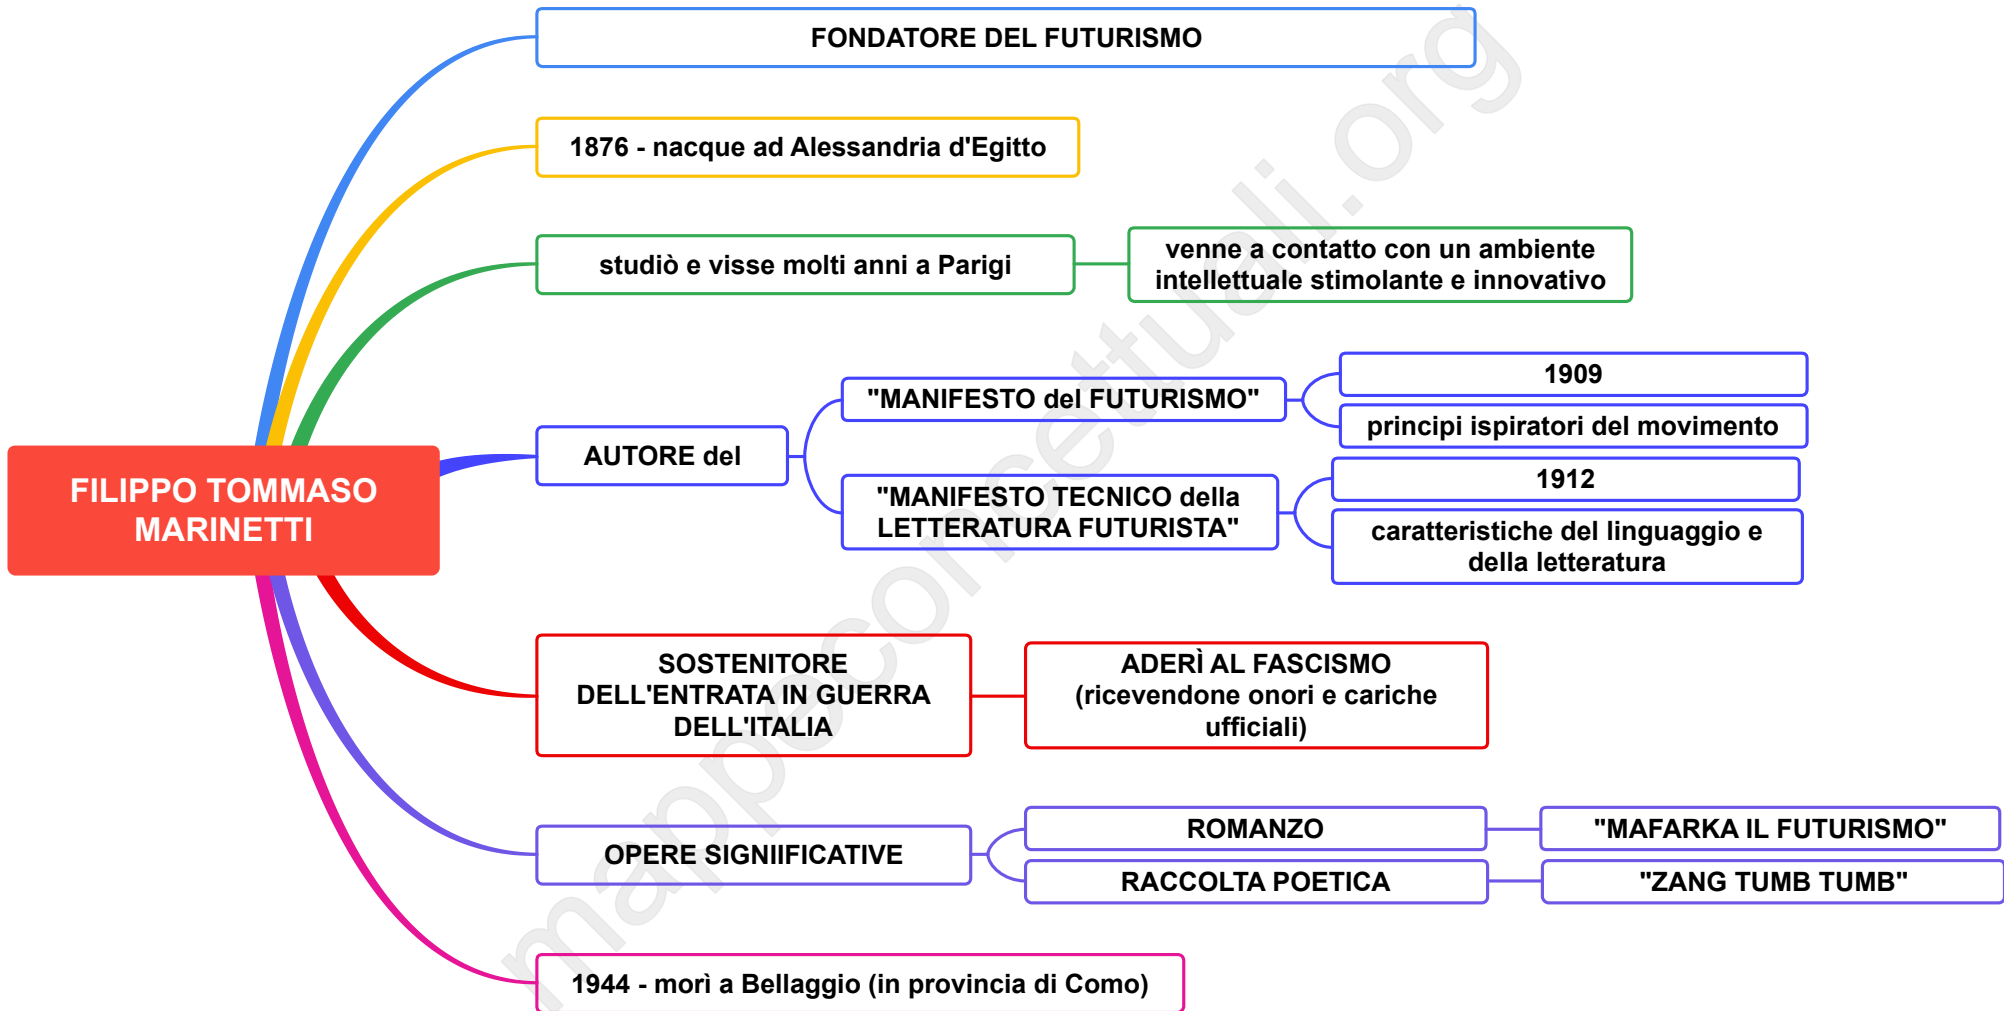 FONDATORE DEL FUTURISMO
1876 - nacque ad Alessandria d'Egitto
studiò e visse molti anni a Parigi
venne a contatto con un ambiente
intellettuale stimolante e innovativo
FILIPPO TOMMASO
MARINETTI
AUTORE del
"MANIFESTO del FUTURISMO"
1909
principi ispiratori del movimento
"MANIFESTO TECNICO della
LETTERATURA FUTURISTA"
1912
caratteristiche del linguaggio e
della letteratura
SOSTENITORE
DELL'ENTRATA IN GUERRA
DELL'ITALIA
ADERÌ AL FASCISMO
(ricevendone onori e cariche
ufficiali)
OPERE SIGNIIFICATIVE
ROMANZO
"MAFARKA IL FUTURISMO"
RACCOLTA POETICA
"ZANG TUMB TUMB"
1944 - morì a Bellaggio (in provincia di Como)
mappeconcettuali.org